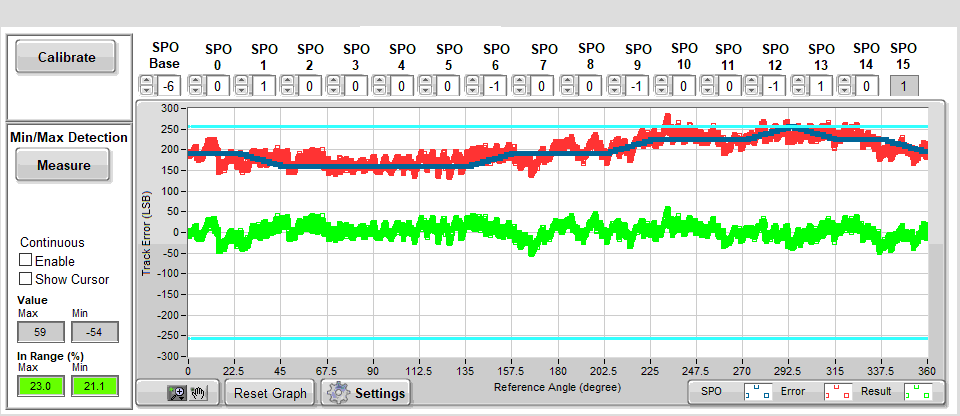 Calibrate
Min/Max Detection
Measure
Continuous
Enable
Show Cursor
Value
Max Min
59 -54
In Range (%)
Max Min
23.0 21.1
SPO Base SPO 0 SPO 1 SPO 2 SPO 3 SPO 4 SPO 5 SPO 6 SPO 7 SPO 8 SPO 9 SPO 10 SPO 11 SPO 12 SPO 13 SPO 14 SPO 15
-6 0 1 0 0 0 0 -1 0 0 -1 0 0 -1 1 0 1
Track Error (LSB)
300
250
200
150
100
50
0
-50
-100
-150
-200
-250
-300
0 22.5 45 67.5 90 112.5 135 157.5 180 202.5 225 247.5 270 292.5 315 337.5 360
Reference Angle (degree)
Reset Graph
Settings
SPO Error Result